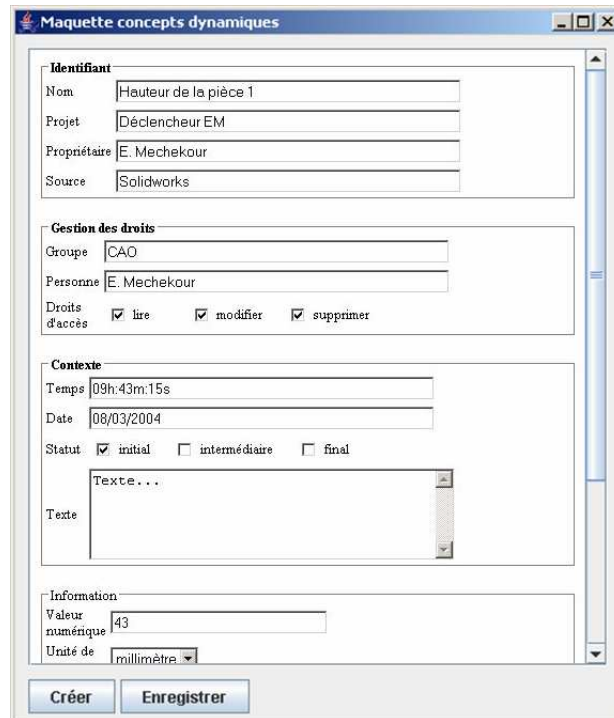 Maquette concepts dynamiques
Identifiant
Nom Hauteur de la pièce 1
Projet Déclencheur EM
Propriétaire E. Mechekour
Source Solidworks
Gestion des droits
Groupe CAO
Personne E. Mechekour
Droits d'accès lire modifier supprimer
Contexte
Temps 09h:43m:15s
Date 08/03/2004
Statut initial intermédiaire final
Texte Texte...
Information
Valeur numérique 43
Unité de millimètre
Créer Enregistrer